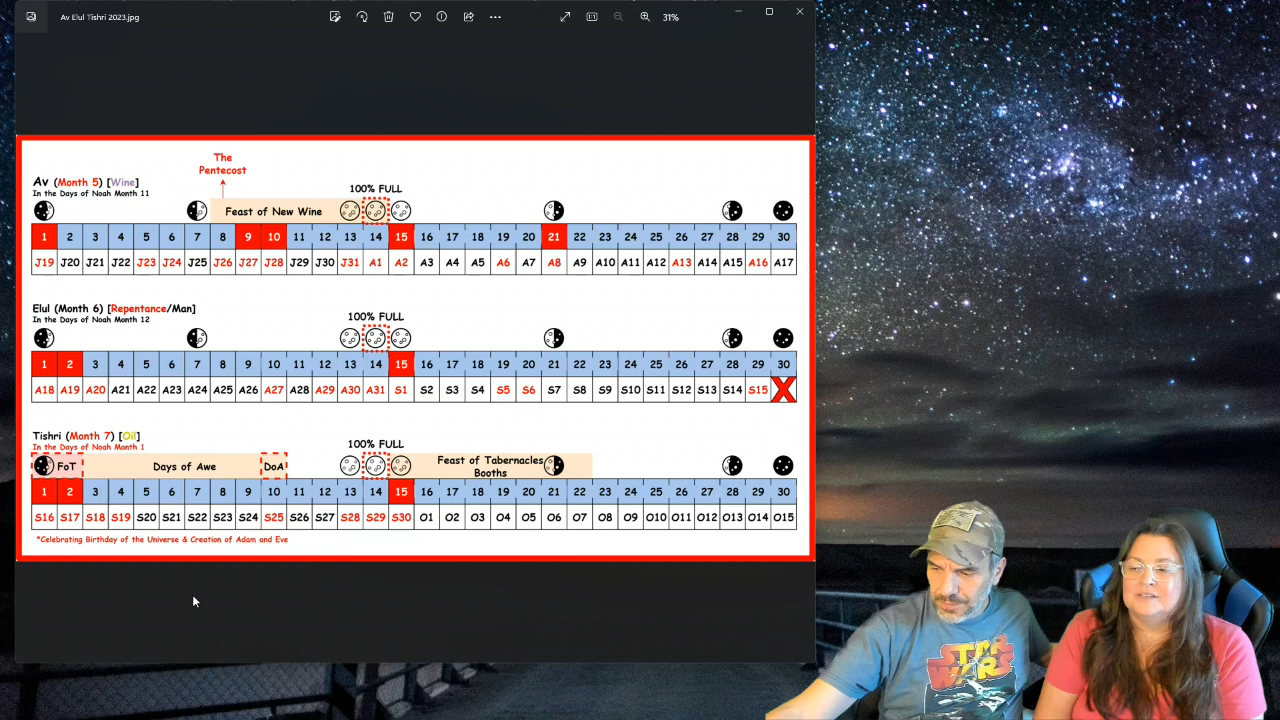 Av Elul Tishri 2023.jpg
31%
The
Pentecost
Av (Month 5) [Wine]
In the Days of Noah Month 11
100% FULL
Feast of New Wine
1 2 3 4 5 6 7 8 9 10 11 12 13 14 15 16 17 18 19 20 21 22 23 24 25 26 27 28 29 30
J19 J20 J21 J22 J23 J24 J25 J26 J27 J28 J29 J30 J31 A1 A2 A3 A4 A5 A6 A7 A8 A9 A10 A11 A12 A13 A14 A15 A16 A17
Elul (Month 6) [Repentance/Man]
In the Days of Noah Month 12
100% FULL
1 2 3 4 5 6 7 8 9 10 11 12 13 14 15 16 17 18 19 20 21 22 23 24 25 26 27 28 29 30
A18 A19 A20 A21 A22 A23 A24 A25 A26 A27 A28 A29 A30 A31 S1 S2 S3 S4 S5 S6 S7 S8 S9 S10 S11 S12 S13 S14 S15 X
Tishri (Month 7) [Oil]
In the Days of Noah Month 1
100% FULL
FoT Days of Awe DoA Feast of Tabernacles
Booths
1 2 3 4 5 6 7 8 9 10 11 12 13 14 15 16 17 18 19 20 21 22 23 24 25 26 27 28 29 30
S16 S17 S18 S19 S20 S21 S22 S23 S24 S25 S26 S27 S28 S29 S30 O1 O2 O3 O4 O5 O6 O7 O8 O9 O10 O11 O12 O13 O14 O15
*Celebrating Birthday of the Universe & Creation of Adam and Eve
STAR
WARS